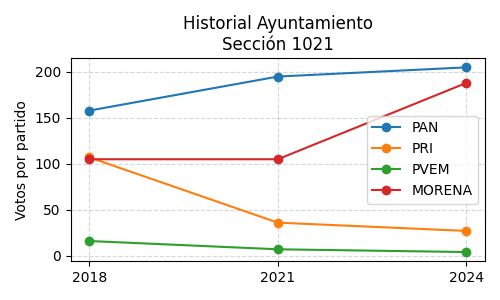 Historial Ayuntamiento
Sección 1021
Votos por partido
200
150
100
50
0
2018
2021
2024
PAN
PRI
PVEM
MORENA